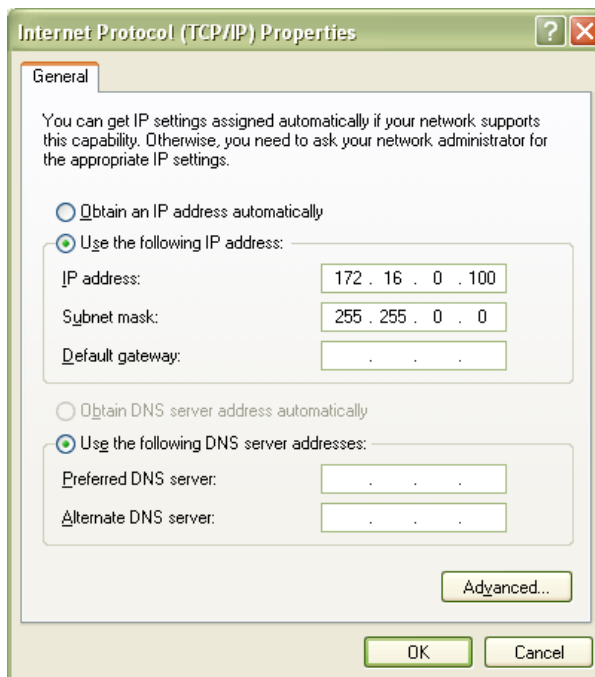 Internet Protocol (TCP/IP) Properties
General
You can get IP settings assigned automatically if your network supports
this capability. Otherwise, you need to ask your network administrator for
the appropriate IP settings.
Obtain an IP address automatically
Use the following IP address:
IP address: 172 . 16 . 0 . 100
Subnet mask: 255 . 255 . 0 . 0
Default gateway: . . .
Obtain DNS server address automatically
Use the following DNS server addresses:
Preferred DNS server: . . .
Alternate DNS server: . . .
Advanced...
OK Cancel